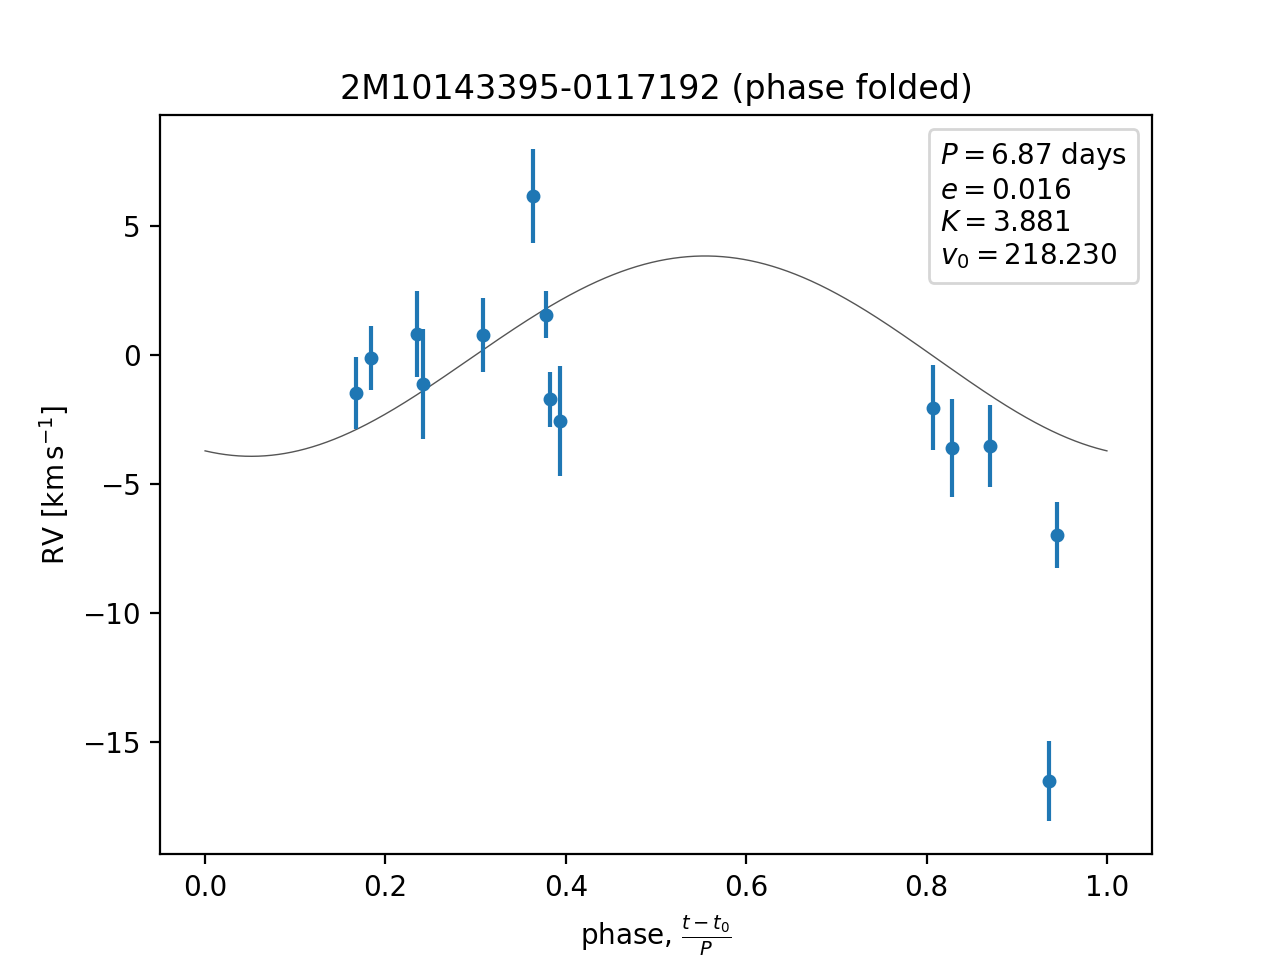 2M10143395-0117192 (phase folded)
P = 6.87 days
e = 0.016
K = 3.881
v₀ = 218.230
5
0
−5
−10
−15
RV [km s⁻¹]
0.0 0.2 0.4 0.6 0.8 1.0
phase, (t − t₀)/P